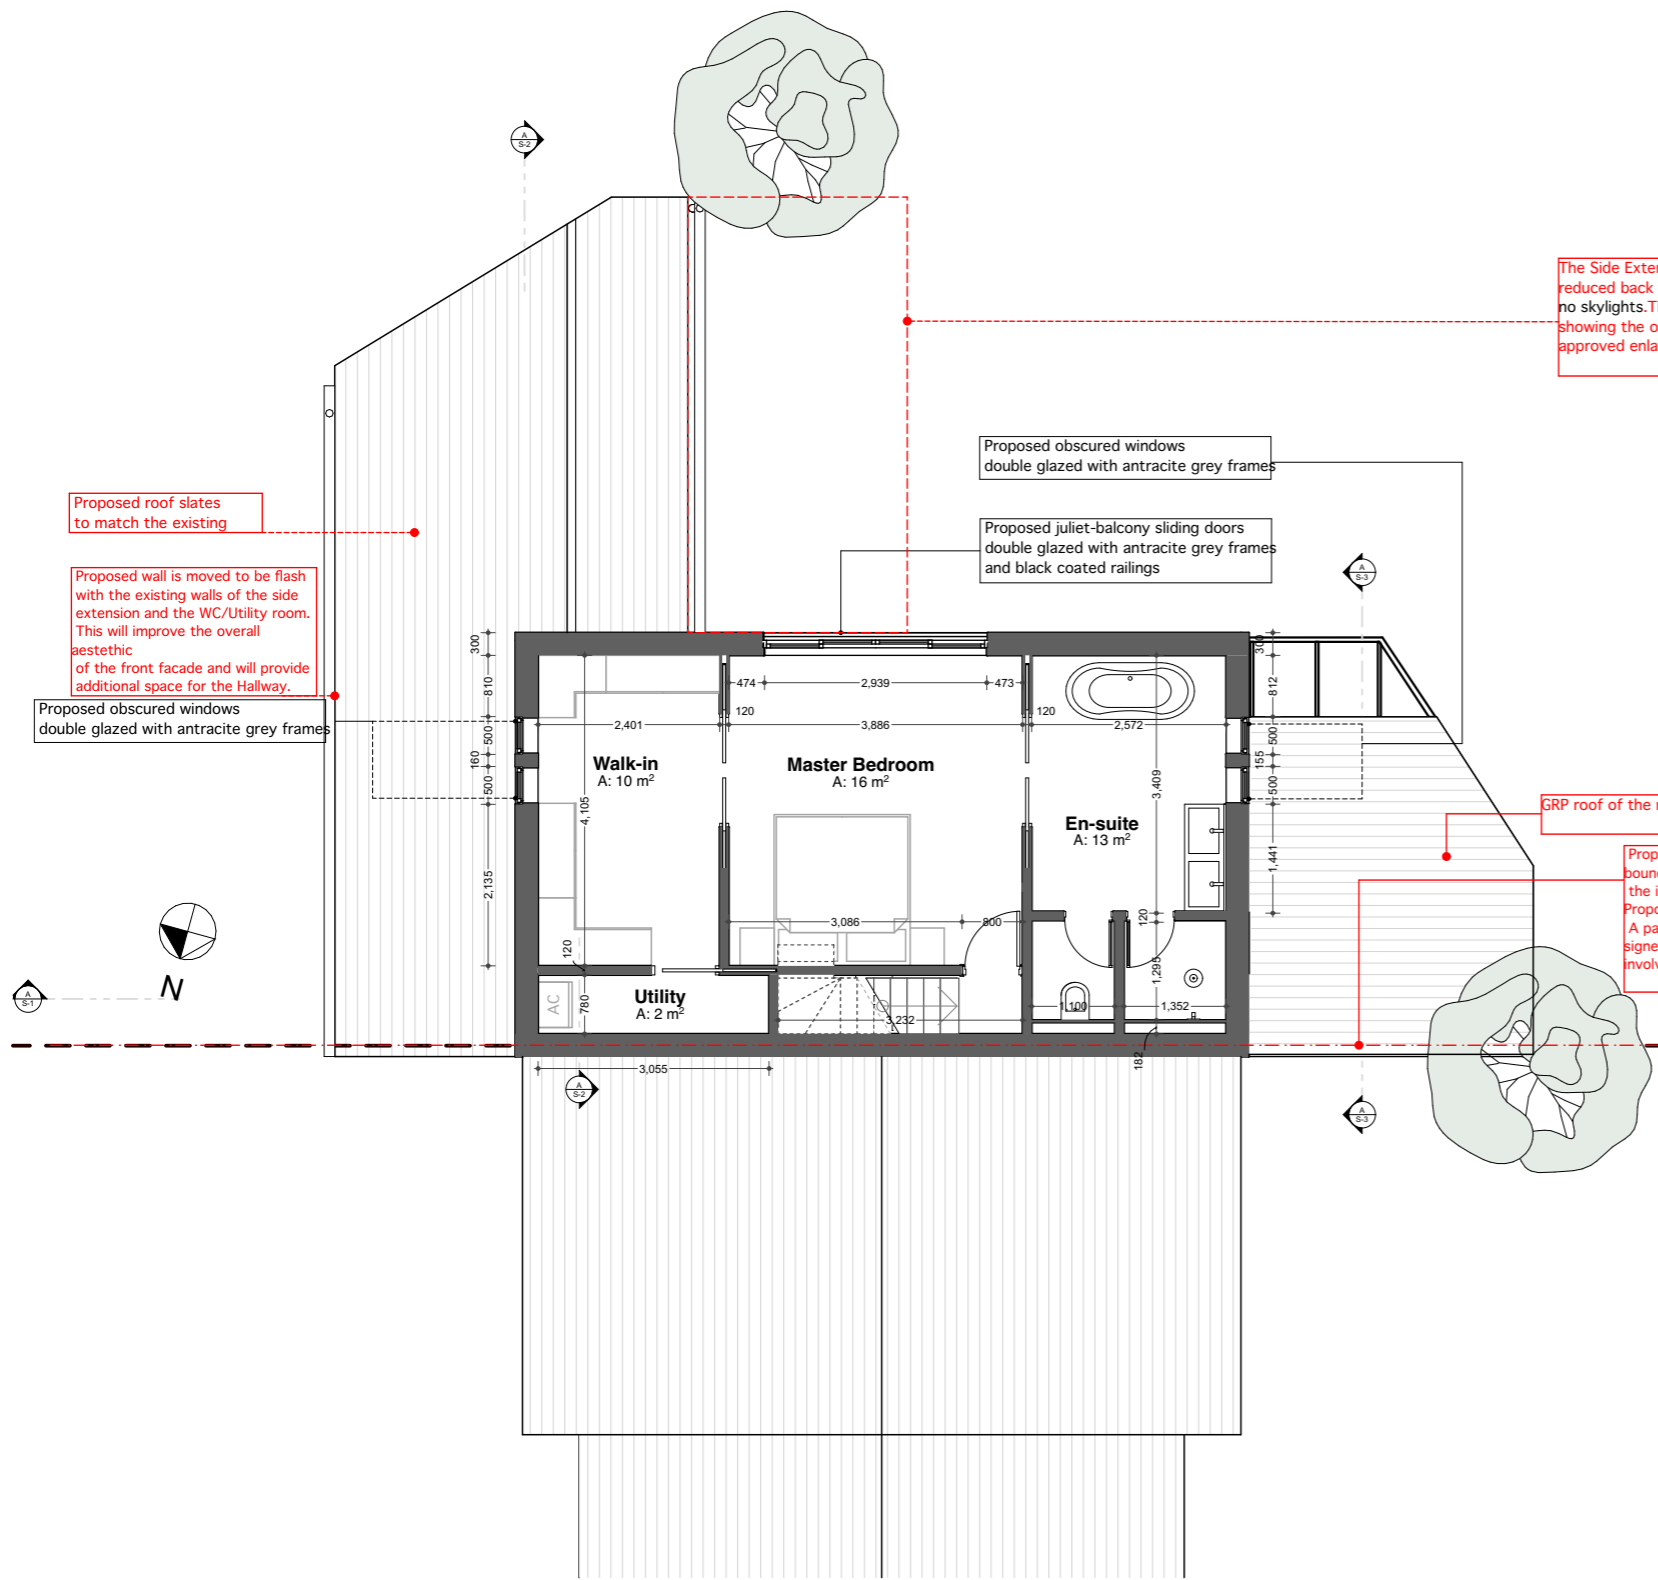 A
S-2
The Side Exter
reduced back
no skylights.T
showing the o
approved enla
Proposed obscured windows
double glazed with antracite grey frames
Proposed roof slates
to match the existing
Proposed juliet-balcony sliding doors
double glazed with antracite grey frames
and black coated railings
A
S-3
Proposed wall is moved to be flash
with the existing walls of the side
extension and the WC/Utility room.
This will improve the overall
aestethic
of the front facade and will provide
additional space for the Hallway.
Proposed obscured windows
double glazed with antracite grey frames
300
810
500
160
500
2,135
474
2,939
473
120
120
2,401
3,886
2,572
300
812
500
155
500
1,441
Walk-in
A: 10 m²
4,105
Master Bedroom
A: 16 m²
3,409
En-suite
A: 13 m²
GRP roof of the r
Prop
boun
the i
Propo
A pa
signe
involv
3,086
800
120
120
1,295
N
A
S-1
AC
780
Utility
A: 2 m²
3,232
1,100
1,352
182
3,055
A
S-2
A
S-3